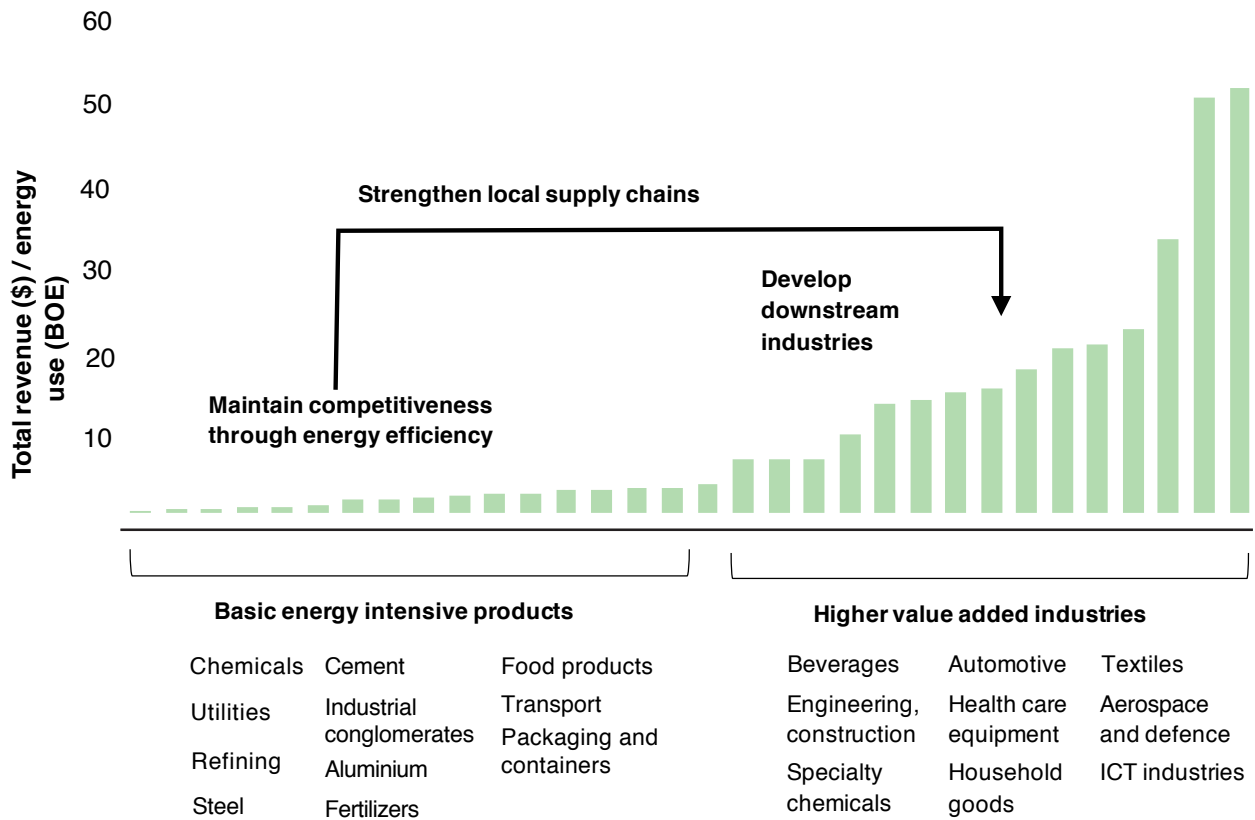 60
50
40
30
20
10
Total revenue ($) / energy
use (BOE)
Strengthen local supply chains
Develop
downstream
industries
Maintain competitiveness
through energy efficiency
Basic energy intensive products
Chemicals
Utilities
Refining
Steel
Cement
Industrial
conglomerates
Aluminium
Fertilizers
Food products
Transport
Packaging and
containers
Higher value added industries
Beverages
Engineering,
construction
Specialty
chemicals
Automotive
Health care
equipment
Household
goods
Textiles
Aerospace
and defence
ICT industries